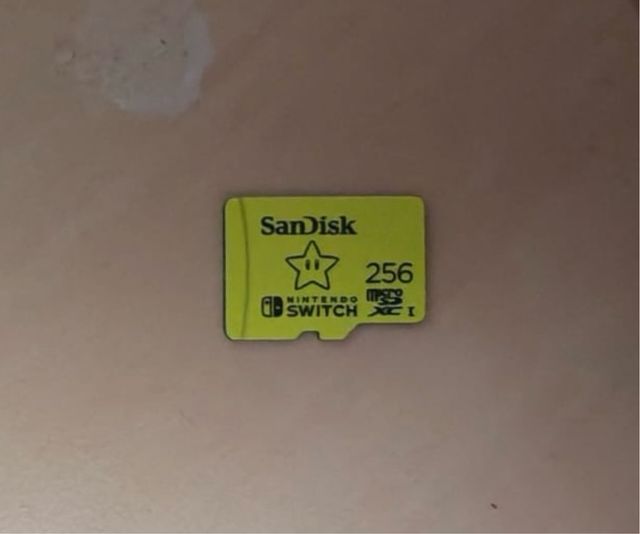 SanDisk
256
NINTENDO
SWITCH
micro
SD
XC I